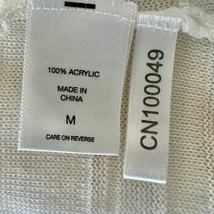 100% ACRYLIC
MADE IN
CHINA
M
CARE ON REVERSE
CN100049